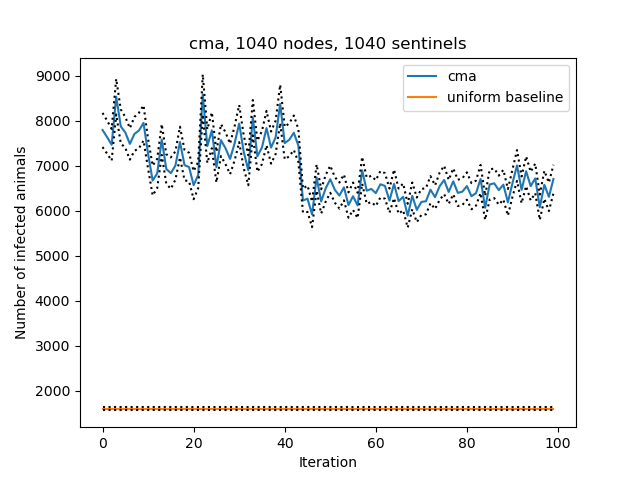 cma, 1040 nodes, 1040 sentinels
cma
uniform baseline
Number of infected animals
9000
8000
7000
6000
5000
4000
3000
2000
0 20 40 60 80 100
Iteration